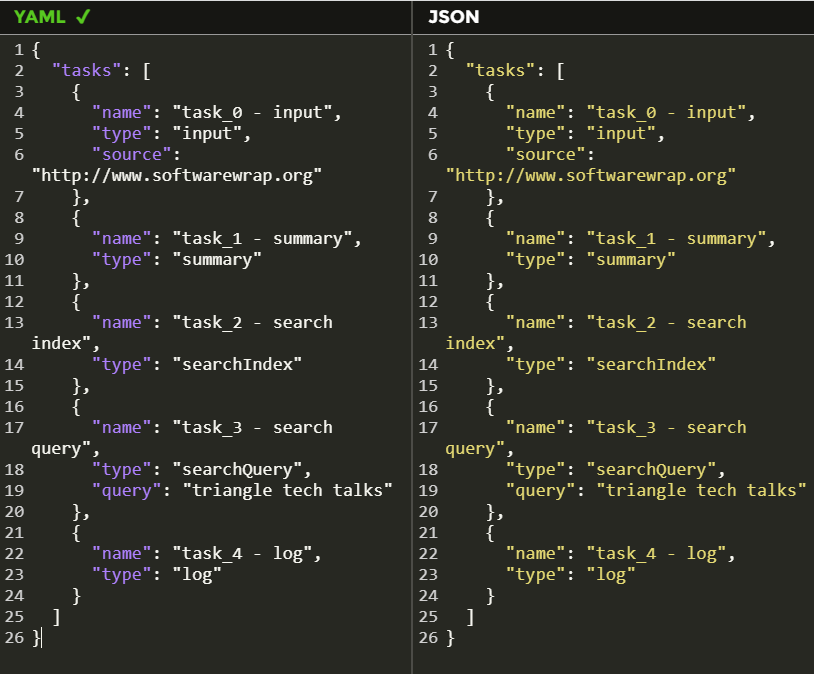 YAML ✓
1 {
2   "tasks": [
3     {
4       "name": "task_0 - input",
5       "type": "input",
6       "source":
"http://www.softwarewrap.org"
7     },
8     {
9       "name": "task_1 - summary",
10       "type": "summary"
11     },
12     {
13       "name": "task_2 - search
index",
14       "type": "searchIndex"
15     },
16     {
17       "name": "task_3 - search
query",
18       "type": "searchQuery",
19       "query": "triangle tech talks"
20     },
21     {
22       "name": "task_4 - log",
23       "type": "log"
24     }
25   ]
26 }
JSON
1 {
2   "tasks": [
3     {
4       "name": "task_0 - input",
5       "type": "input",
6       "source":
"http://www.softwarewrap.org"
7     },
8     {
9       "name": "task_1 - summary",
10       "type": "summary"
11     },
12     {
13       "name": "task_2 - search
index",
14       "type": "searchIndex"
15     },
16     {
17       "name": "task_3 - search
query",
18       "type": "searchQuery",
19       "query": "triangle tech talks"
20     },
21     {
22       "name": "task_4 - log",
23       "type": "log"
24     }
25   ]
26 }